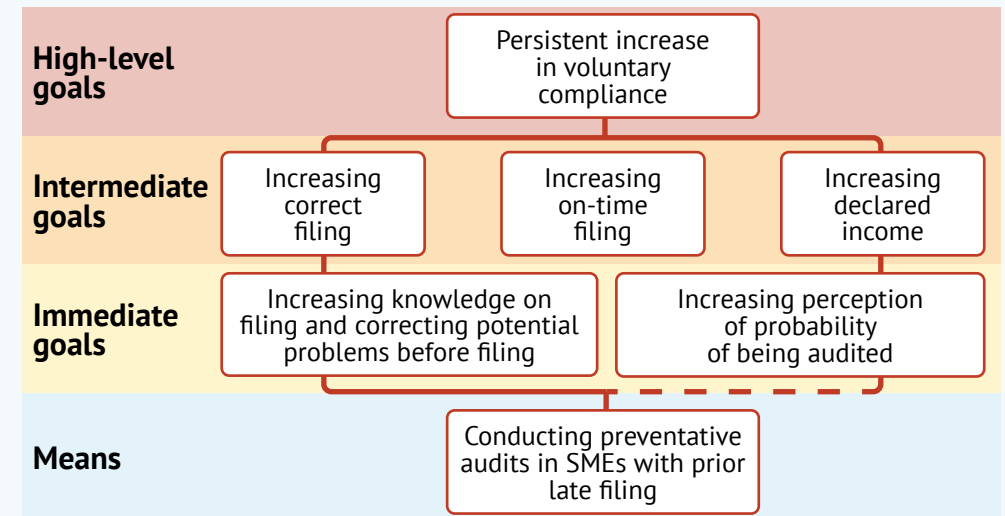 High-level
goals
Persistent increase
in voluntary
compliance
Intermediate
goals
Increasing
correct
filing
Increasing
on-time
filing
Increasing
declared
income
Immediate
goals
Increasing knowledge on
filing and correcting potential
problems before filing
Increasing perception
of probability
of being audited
Means
Conducting preventative
audits in SMEs with prior
late filing